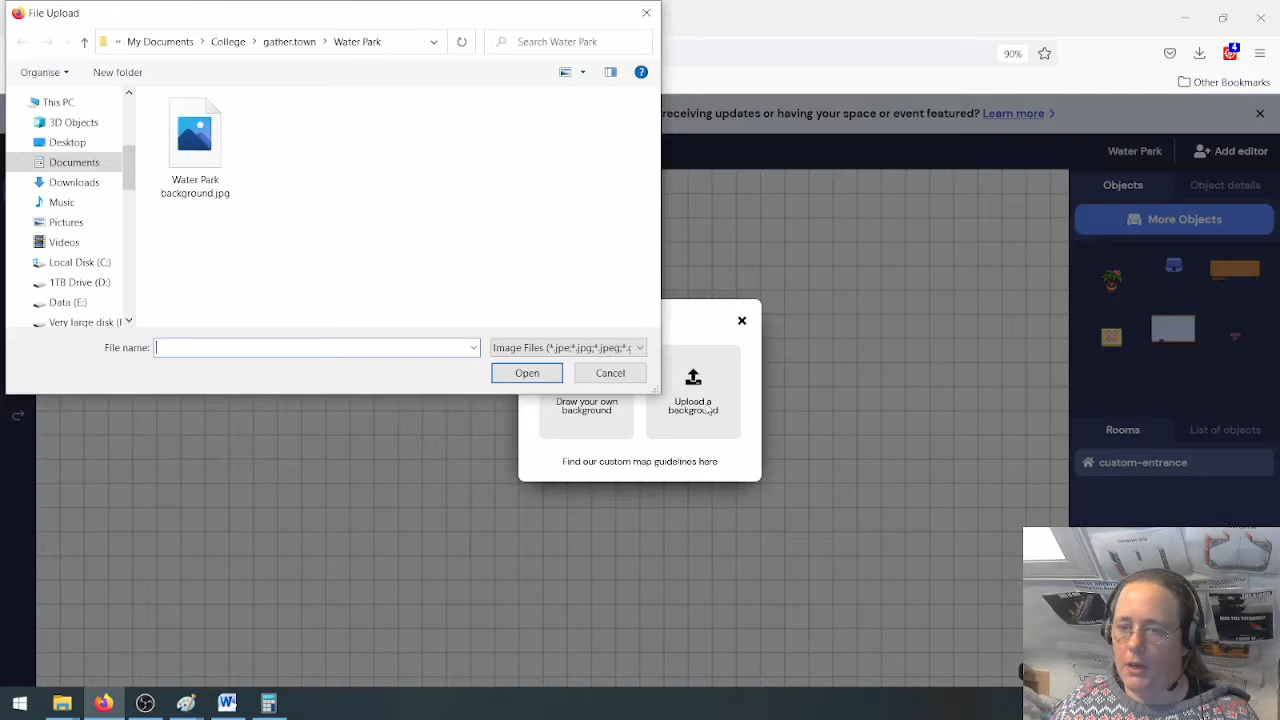 File Upload
« My Documents > College > gather.town > Water Park
Search Water Park
90%
4
Organise
New folder
Other Bookmarks
receiving updates or having your space or event featured? Learn more >
This PC
3D Objects
Desktop
Documents
Downloads
Music
Pictures
Videos
Local Disk (C:)
1TB Drive (D:)
Data (E:)
Very large disk (I
Water Park
background.jpg
File name:
Image Files (*.jpe;*.jpg;*.jpeg;*.g
Open
Cancel
Water Park
Add editor
Objects
Object details
More Objects
Draw your own
background
Upload a
background
Find our custom map guidelines here
Rooms
List of objects
custom-entrance